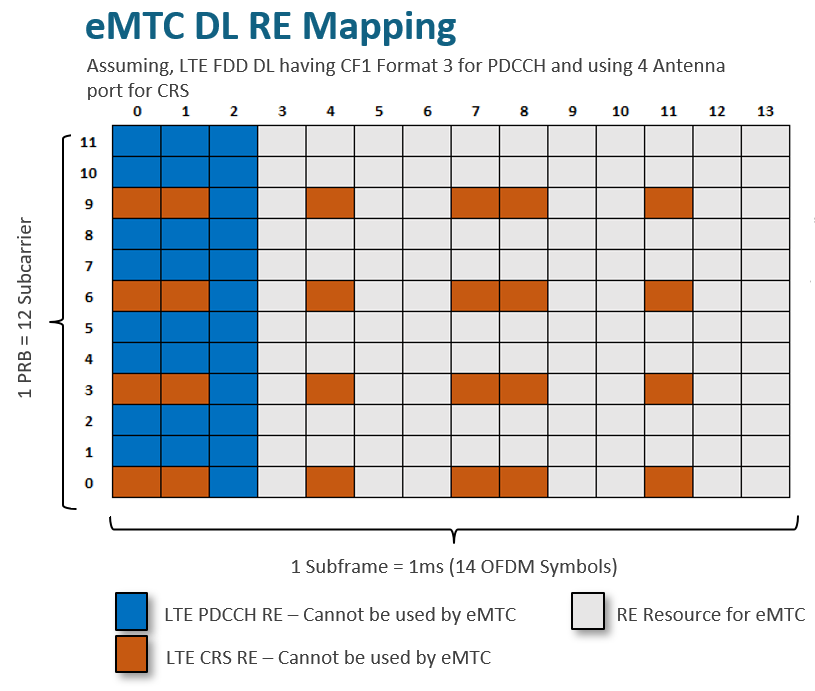 eMTC DL RE Mapping
Assuming, LTE FDD DL having CF1 Format 3 for PDCCH and using 4 Antenna
port for CRS
0 1 2 3 4 5 6 7 8 9 10 11 12 13
11
10
9
8
7
6
5
4
3
2
1
0
1 PRB = 12 Subcarrier
1 Subframe = 1ms (14 OFDM Symbols)
LTE PDCCH RE – Cannot be used by eMTC
RE Resource for eMTC
LTE CRS RE – Cannot be used by eMTC